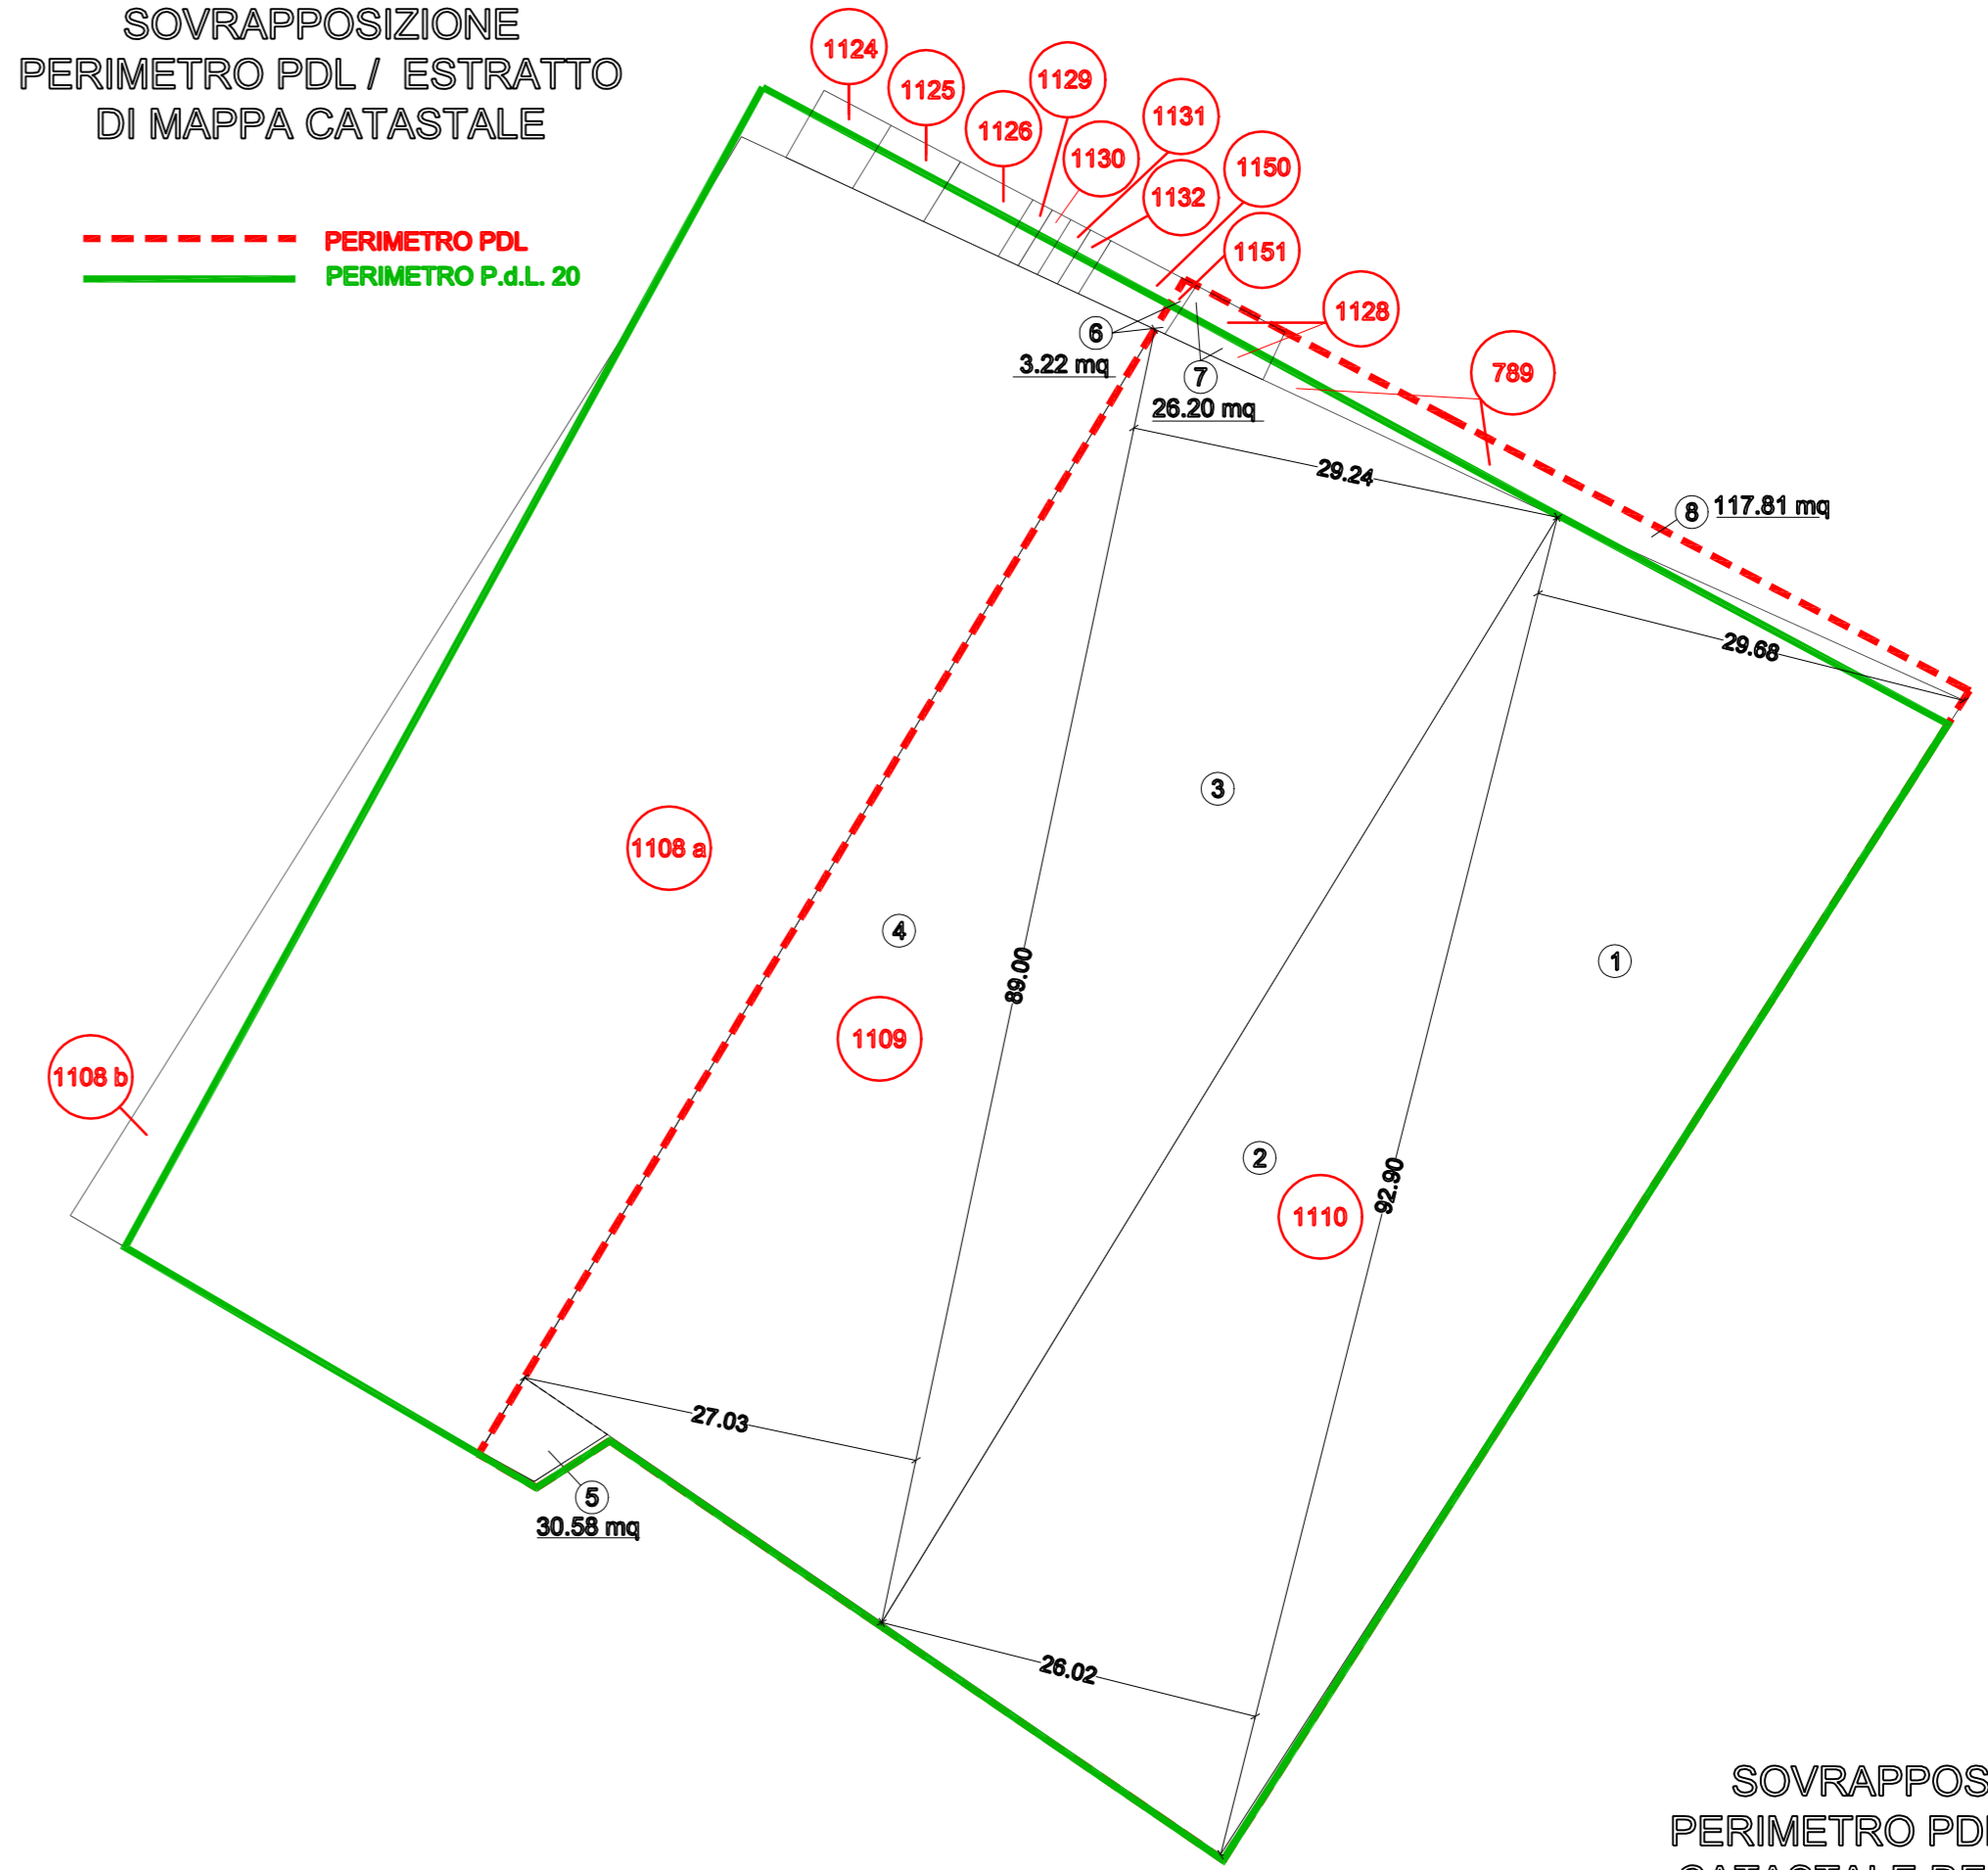 SOVRAPPOSIZIONE
PERIMETRO PDL / ESTRATTO
DI MAPPA CATASTALE
PERIMETRO PDL
PERIMETRO P.d.L. 20
1124
1125
1126
1129
1130
1131
1132
1150
1151
1128
789
6
3.22 mq
7
26.20 mq
29.24
8
117.81 mq
29.68
3
1108 a
4
1
89.00
1109
1108 b
2
92.90
1110
27.03
5
30.58 mq
26.02
SOVRAPPOS
PERIMETRO PD